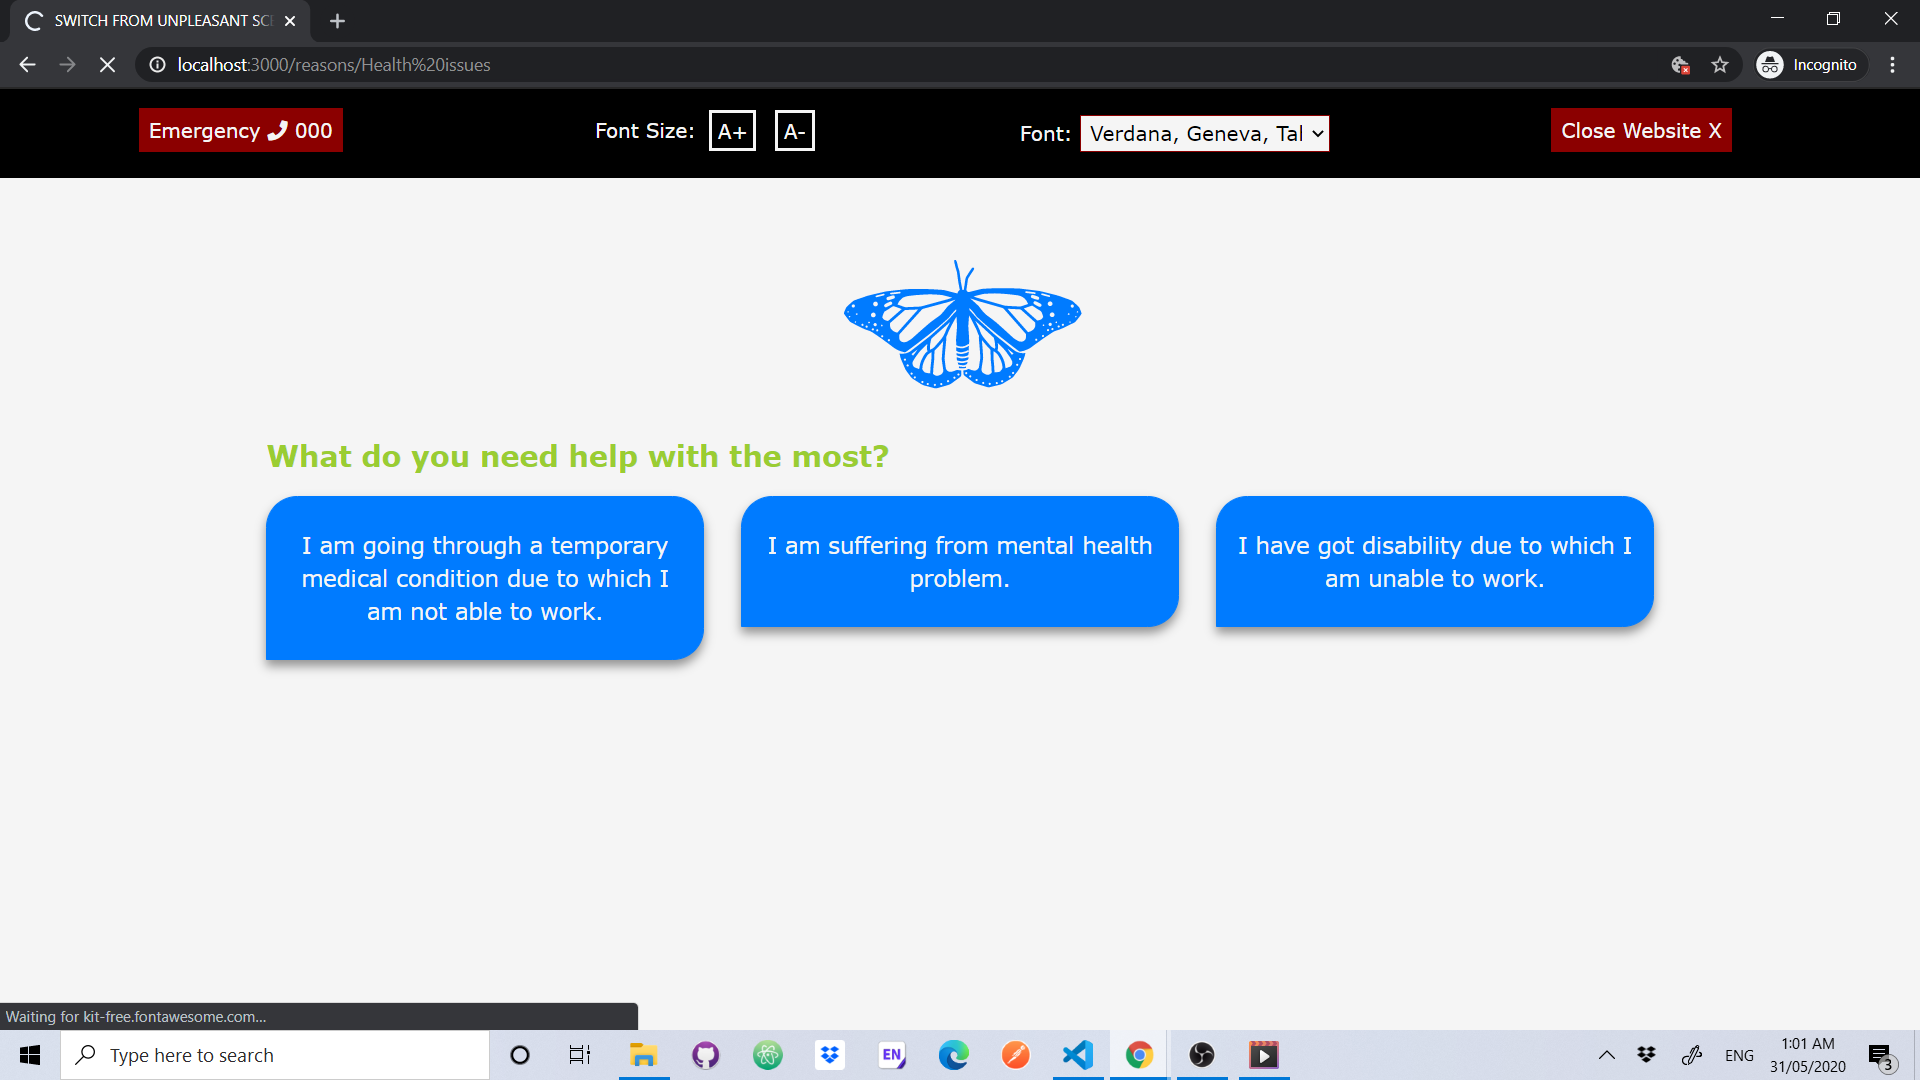 SWITCH FROM UNPLEASANT SCE
localhost:3000/reasons/Health%20issues
Incognito
Emergency 000
Font Size: A+ A-
Font: Verdana, Geneva, Tal
Close Website X
What do you need help with the most?
I am going through a temporary
medical condition due to which I
am not able to work.
I am suffering from mental health
problem.
I have got disability due to which I
am unable to work.
Waiting for kit-free.fontawesome.com...
Type here to search
EN
ENG
1:01 AM
31/05/2020
3